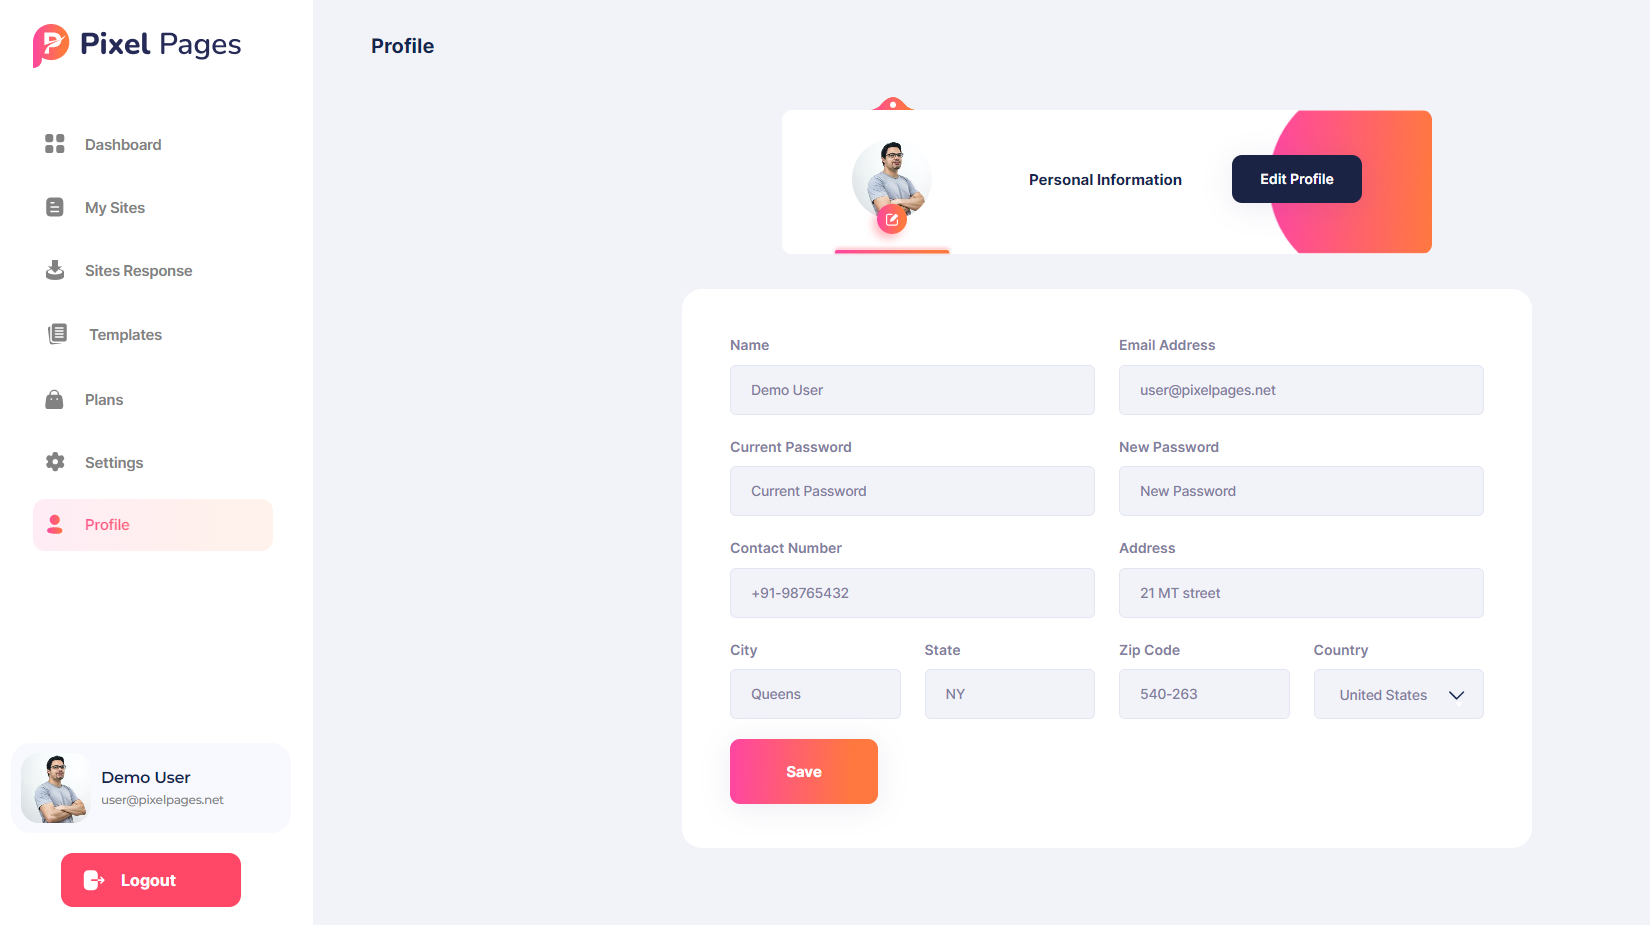 Pixel Pages
Dashboard
My Sites
Sites Response
Templates
Plans
Settings
Profile
Demo User
user@pixelpages.net
Logout
Profile
Personal Information
Edit Profile
Name
Email Address
Demo User
user@pixelpages.net
Current Password
New Password
Current Password
New Password
Contact Number
Address
+91-98765432
21 MT street
City
State
Zip Code
Country
Queens
NY
540-263
United States
Save